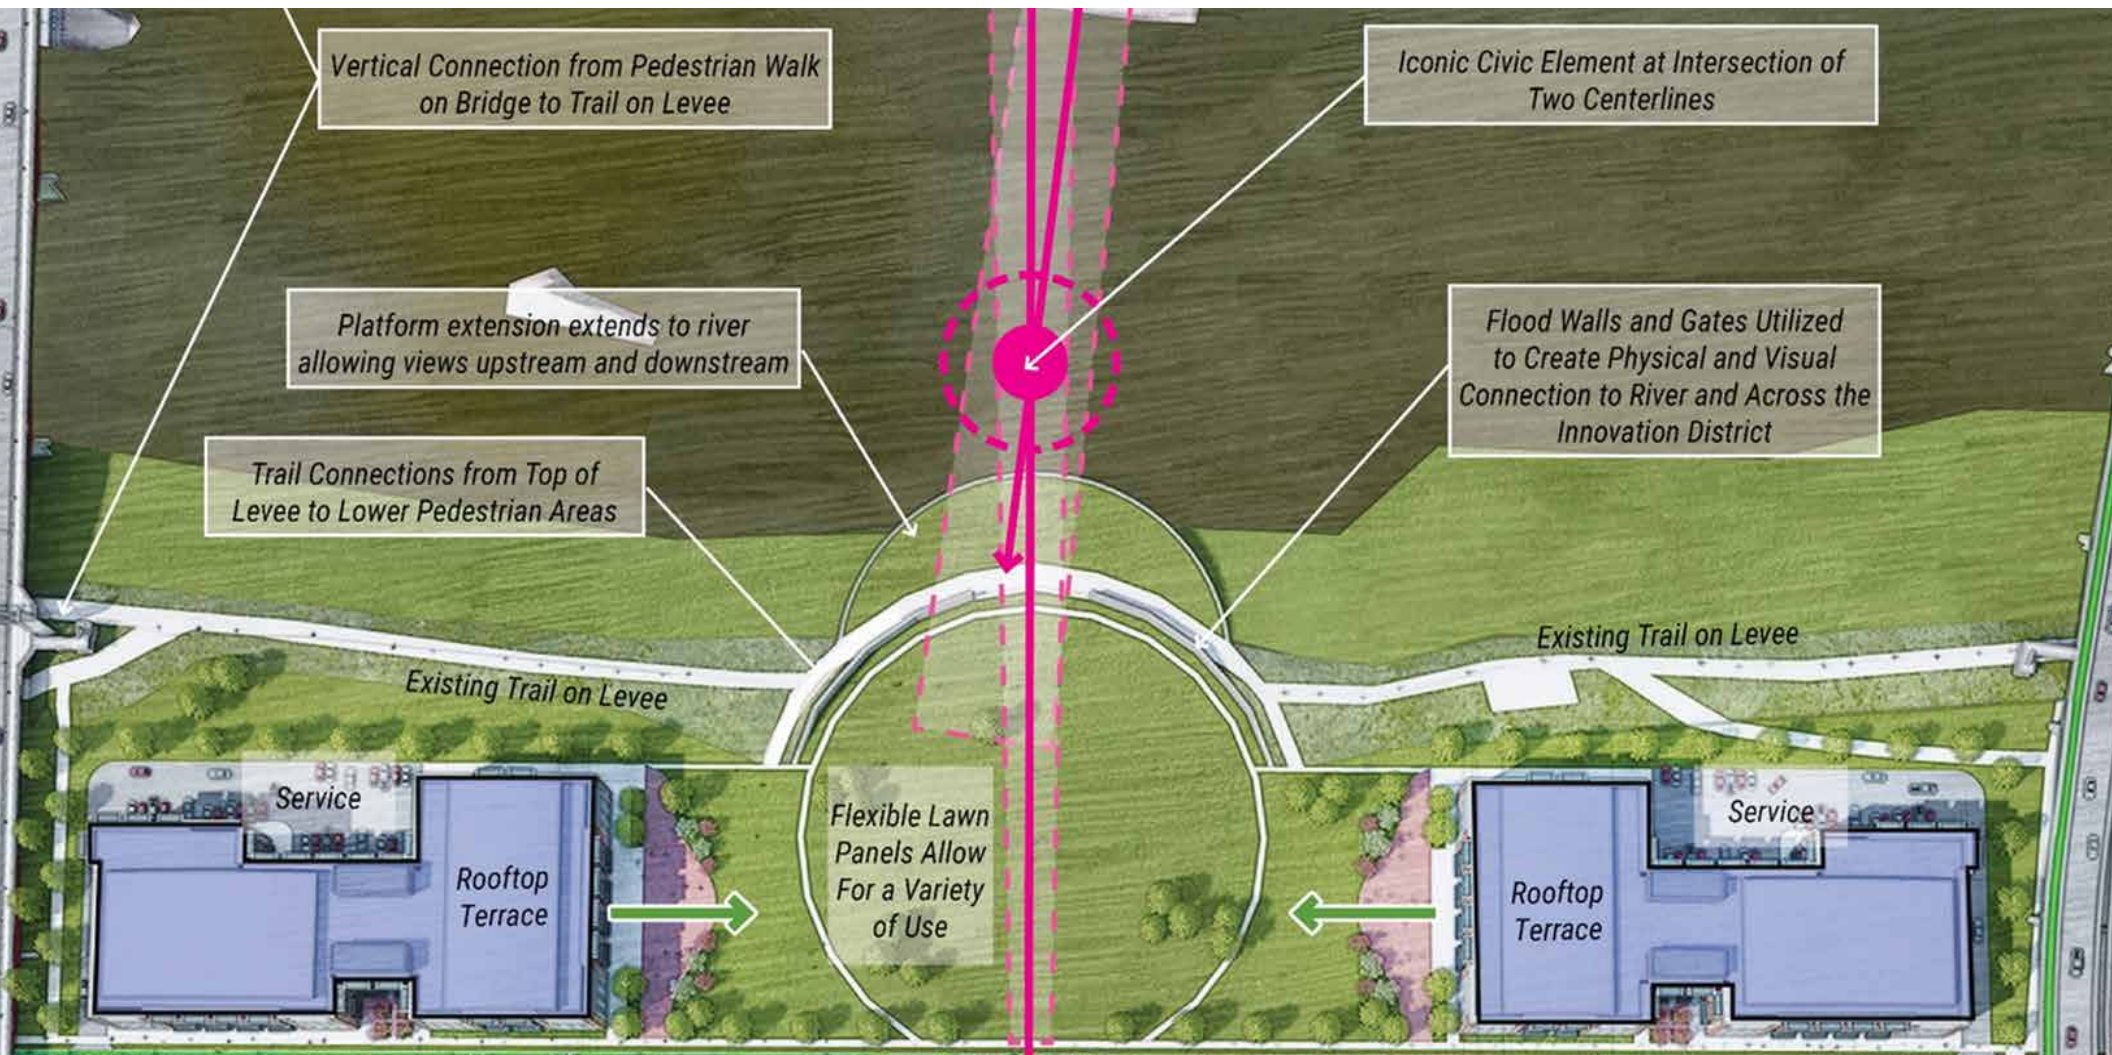 Vertical Connection from Pedestrian Walk
on Bridge to Trail on Levee
Iconic Civic Element at Intersection of
Two Centerlines
Platform extension extends to river
allowing views upstream and downstream
Flood Walls and Gates Utilized
to Create Physical and Visual
Connection to River and Across the
Innovation District
Trail Connections from Top of
Levee to Lower Pedestrian Areas
Existing Trail on Levee
Existing Trail on Levee
Service
Rooftop
Terrace
Flexible Lawn
Panels Allow
For a Variety
of Use
Service
Rooftop
Terrace